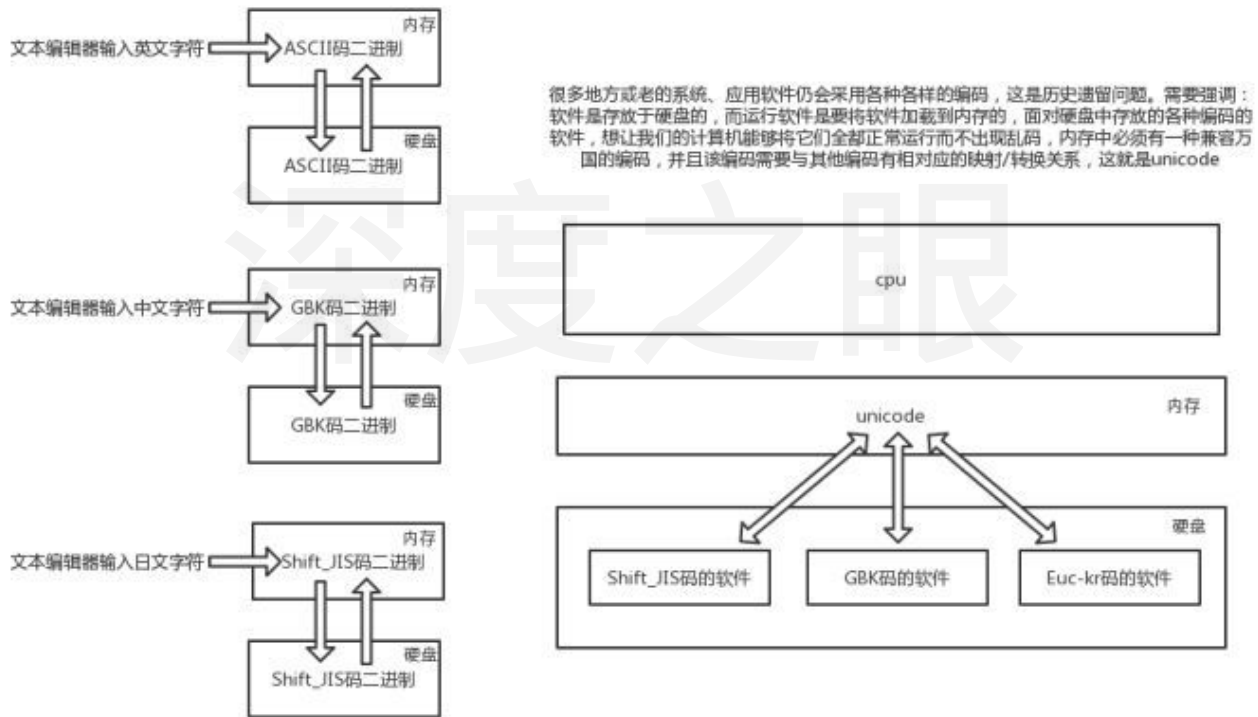 文本编辑器输入英文字符
内存
ASCII码二进制
硬盘
ASCII码二进制
文本编辑器输入中文字符
内存
GBK码二进制
硬盘
GBK码二进制
文本编辑器输入日文字符
内存
Shift_JIS码二进制
硬盘
Shift_JIS码二进制
很多地方或老的系统、应用软件仍会采用各种各样的编码，这是历史遗留问题。需要强调：
软件是存放于硬盘的，而运行软件是要将软件加载到内存的，面对硬盘中存放的各种编码的
软件，想让我们的计算机能够将它们全部正常运行而不出现乱码，内存中必须有一种兼容万
国的编码，并且该编码需要与其他编码有相对应的映射/转换关系，这就是unicode
cpu
内存
unicode
硬盘
Shift_JIS码的软件
GBK码的软件
Euc-kr码的软件
深度之眼